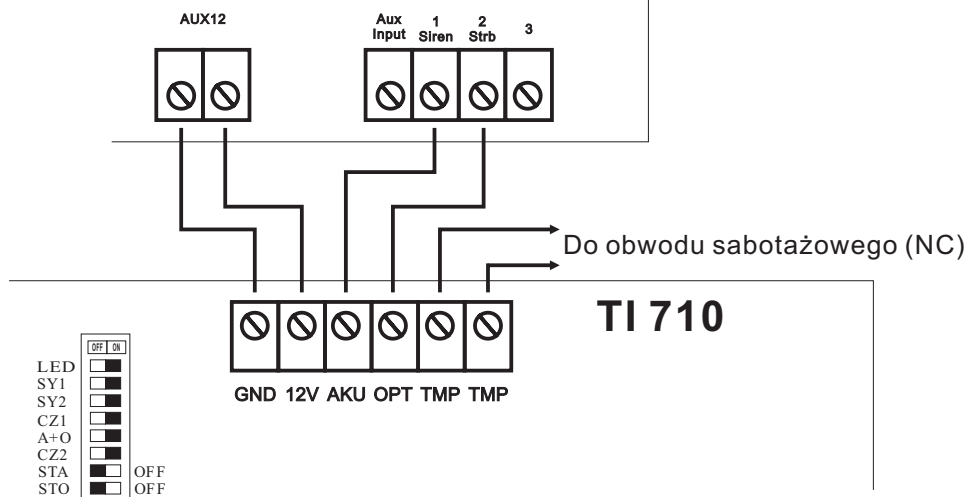 AUX12
Aux 1 2 3
Input Siren Strb
Do obwodu sabotażowego (NC)
TI 710
GND 12V AKU OPT TMP TMP
OFF ON
LED
SY1
SY2
CZ1
A+O
CZ2
STA OFF
STO OFF